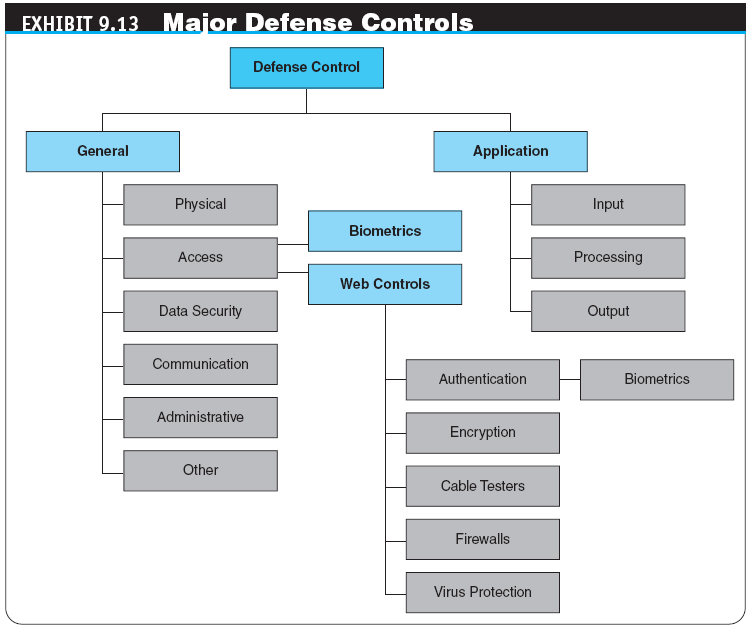 EXHIBIT 9.13 Major Defense Controls
Defense Control
General
Application
Physical
Input
Biometrics
Access
Processing
Web Controls
Data Security
Output
Communication
Authentication
Biometrics
Administrative
Encryption
Other
Cable Testers
Firewalls
Virus Protection